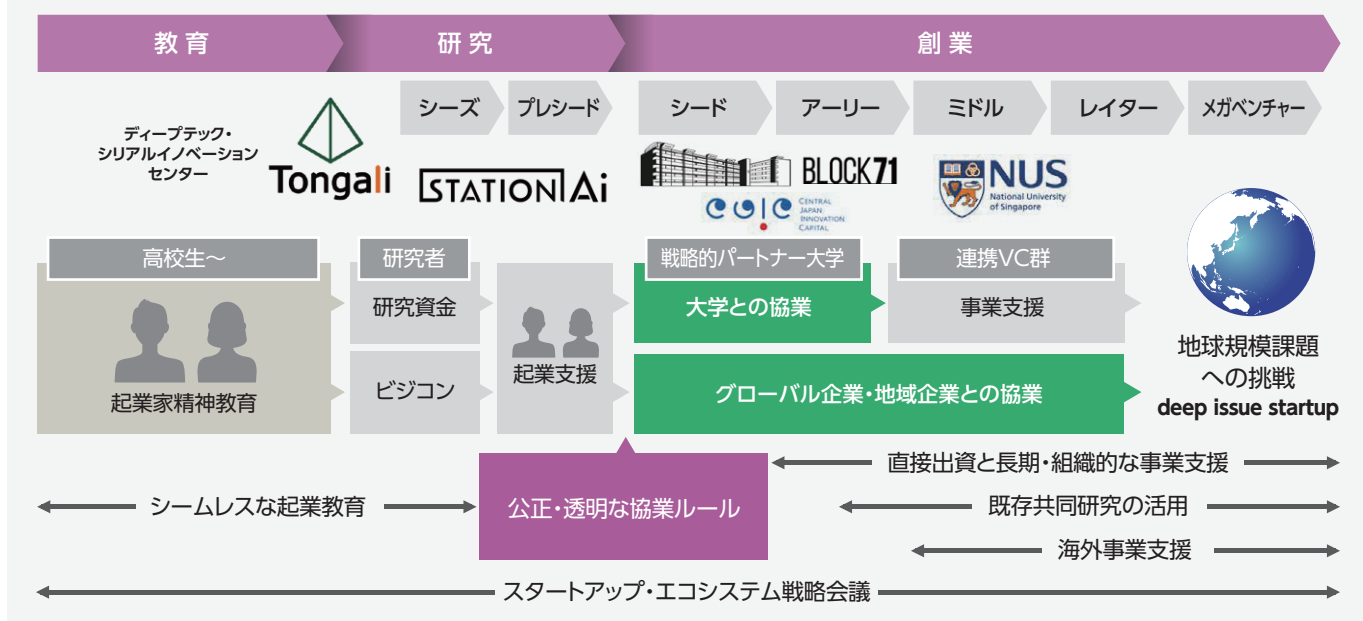 教育
研究
創業
シーズ
プレシード
シード
アーリー
ミドル
レイター
メガベンチャー
ディープテック・
シリアルイノベーション
センター
Tongali
STATION Ai
BLOCK71
CENTRAL
JAPAN
INNOVATION
CAPITAL
NUS
National University
of Singapore
高校生〜
起業家精神教育
研究者
研究資金
ビジコン
起業支援
戦略的パートナー大学
大学との協業
連携VC群
事業支援
グローバル企業・地域企業との協業
地球規模課題
への挑戦
deep issue startup
直接出資と長期・組織的な事業支援
シームレスな起業教育
公正・透明な協業ルール
既存共同研究の活用
海外事業支援
スタートアップ・エコシステム戦略会議